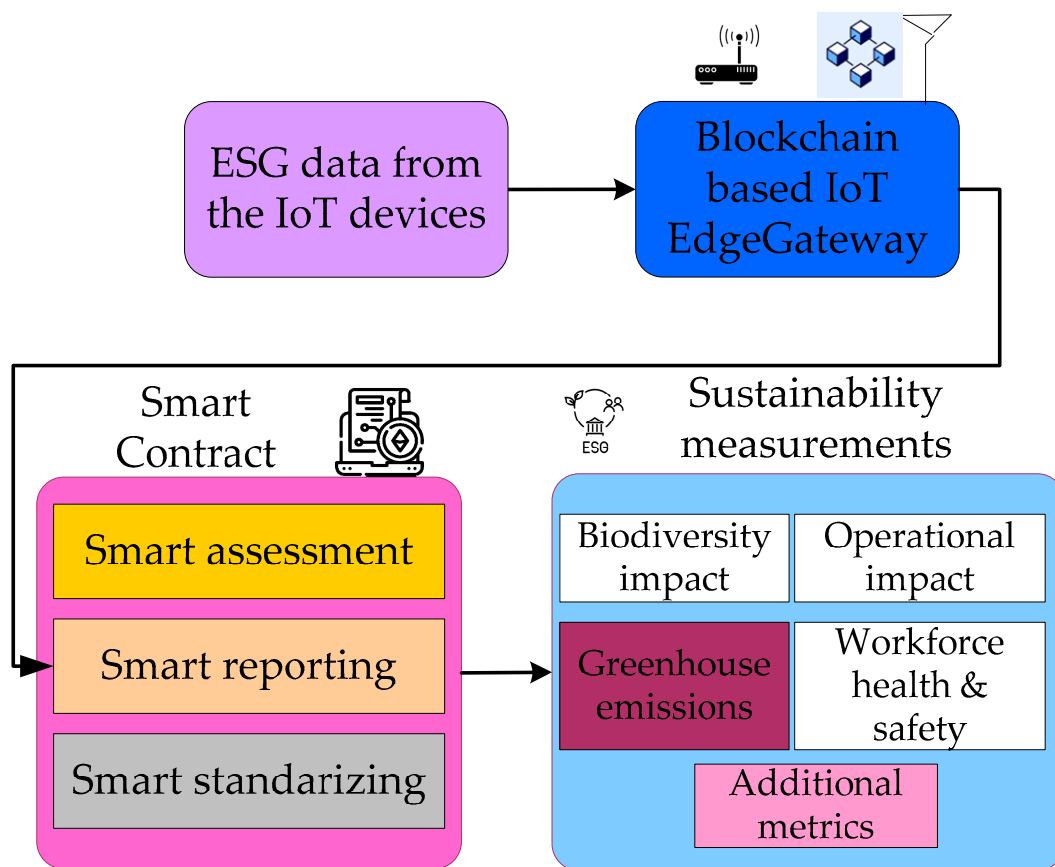 ESG data from
the IoT devices
Blockchain
based IoT
EdgeGateway
Smart
Contract
ESG
Sustainability
measurements
Smart assessment
Smart reporting
Smart standarizing
Biodiversity
impact
Operational
impact
Greenhouse
emissions
Workforce
health &
safety
Additional
metrics